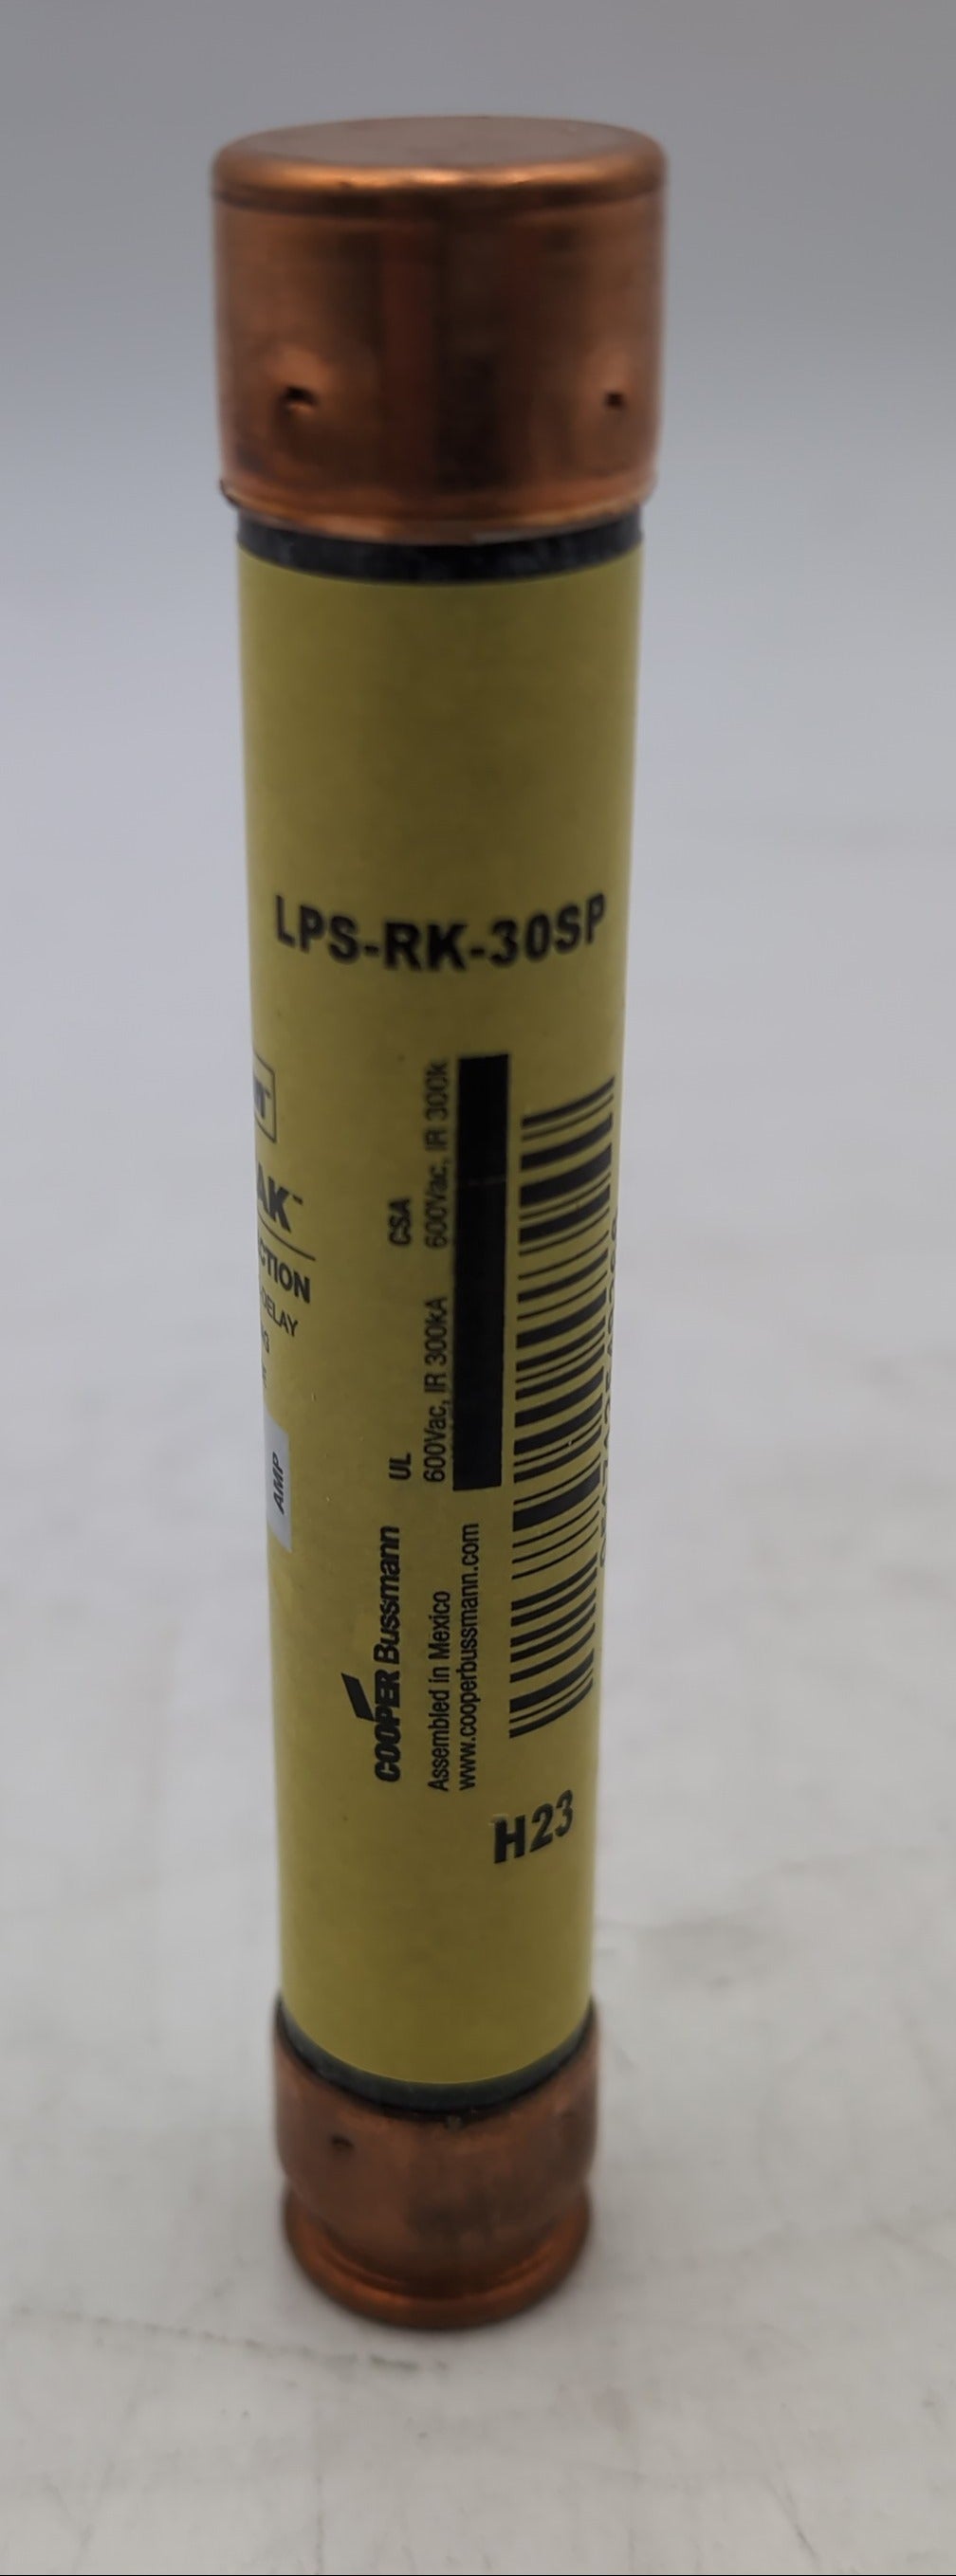 LPS-RK-30SP
AK™
CTION
DELAY
AMP
UL
600Vac, IR 300kA
CSA
600Vac, IR 300k
COOPER Bussmann
Assembled in Mexico
www.cooperbussmann.com
H23